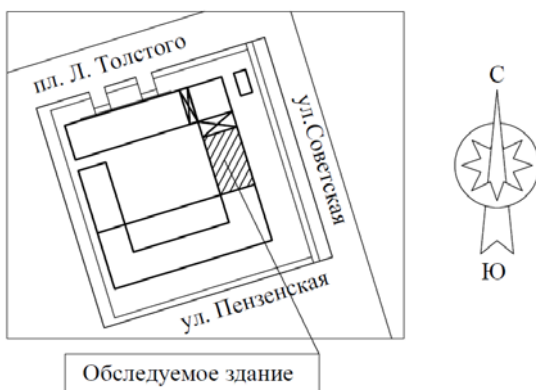 пл. Л. Толстого
ул.Советская
ул. Пензенская
Обследуемое здание
С
Ю